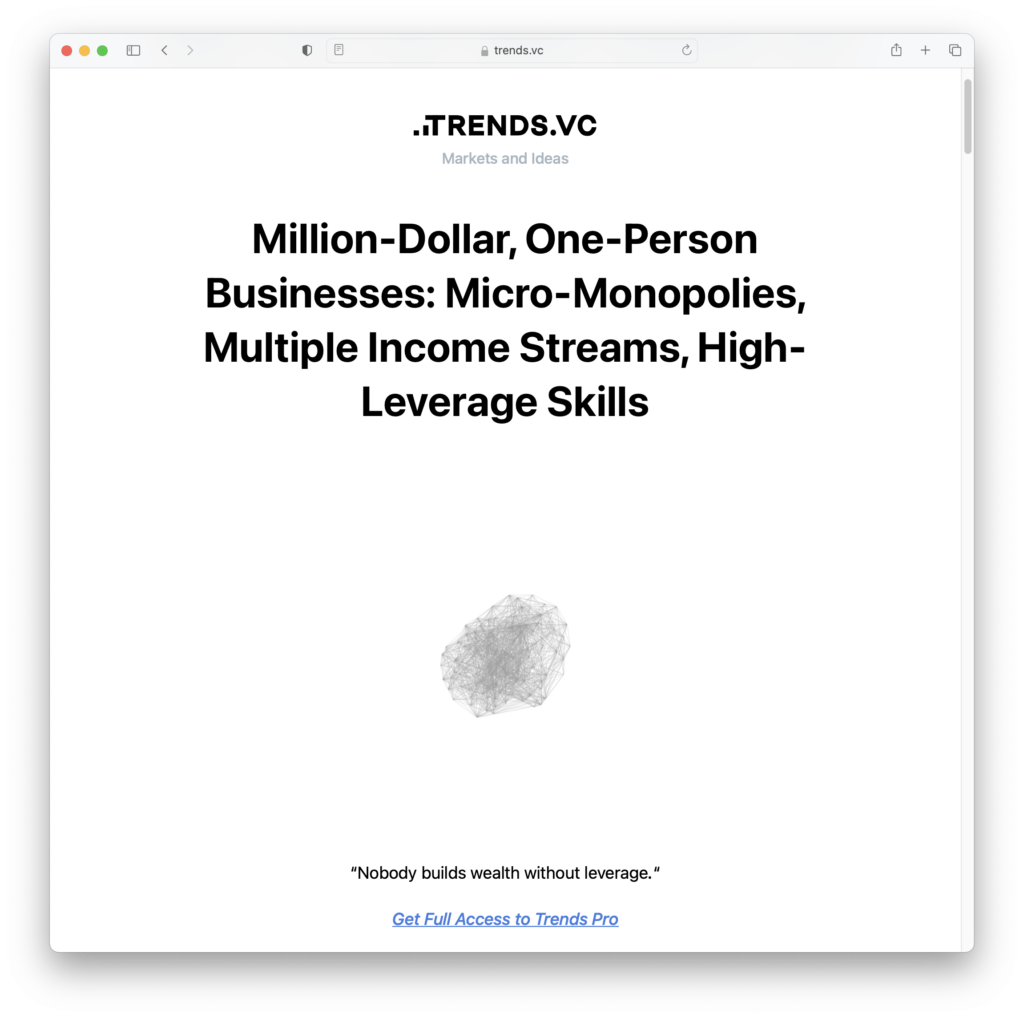 trends.vc
TRENDS.VC
Markets and Ideas
Million-Dollar, One-Person
Businesses: Micro-Monopolies,
Multiple Income Streams, High-
Leverage Skills
“Nobody builds wealth without leverage.“
Get Full Access to Trends Pro